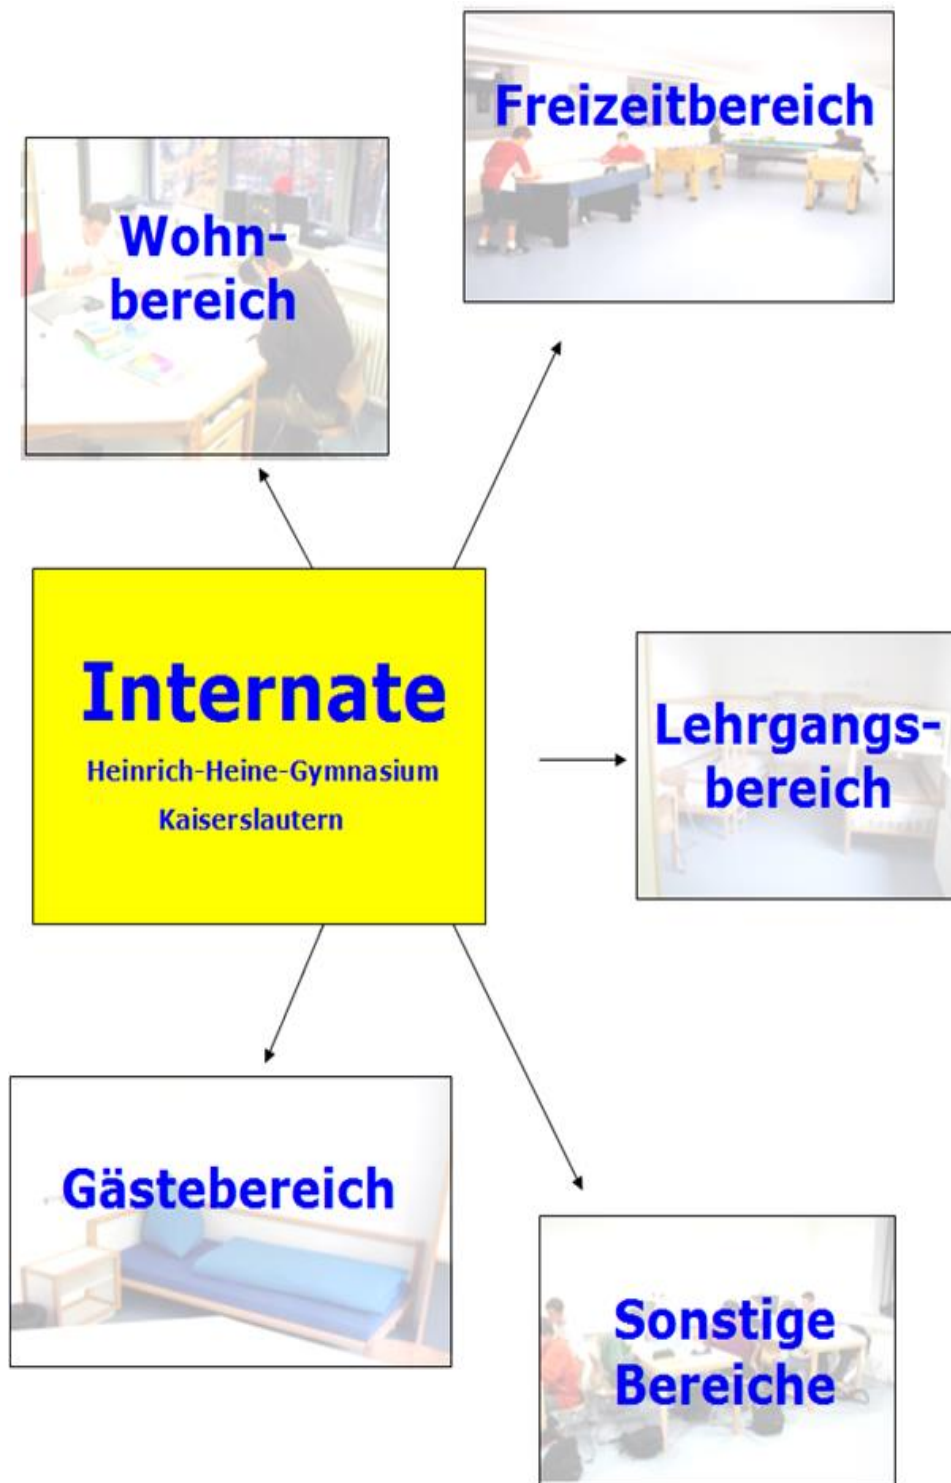 Freizeitbereich
Wohn-
bereich
Internate
Heinrich-Heine-Gymnasium
Kaiserslautern
Lehrgangs-
bereich
Gästebereich
Sonstige
Bereiche